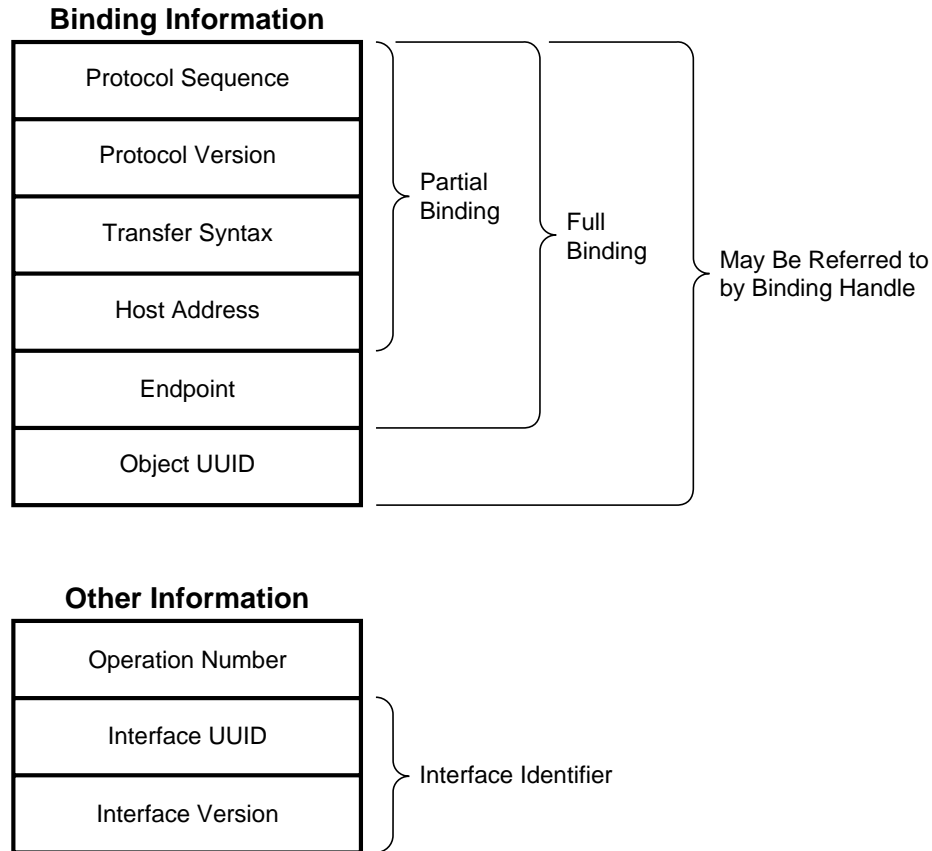 Binding Information
Protocol Sequence
Protocol Version
Transfer Syntax
Host Address
Endpoint
Object UUID
Partial
Binding
Full
Binding
May Be Referred to
by Binding Handle
Other Information
Operation Number
Interface UUID
Interface Version
Interface Identifier